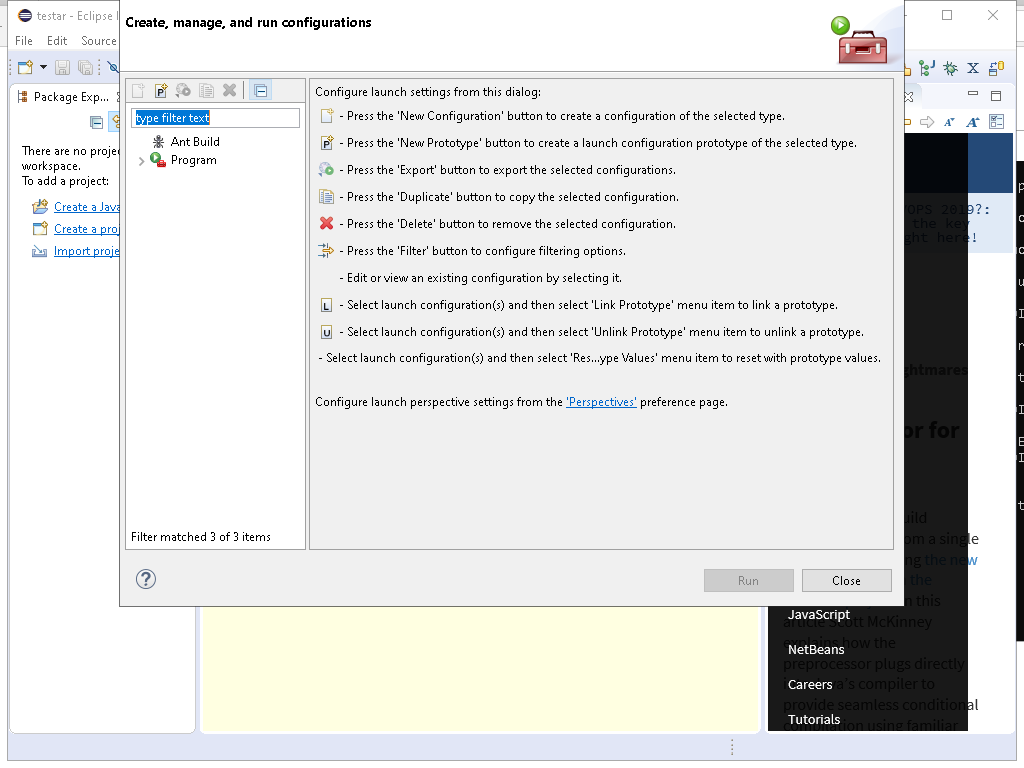 testar - Eclipse I
File Edit Source
Package Exp...
There are no proje
workspace.
To add a project:
Create a Java
Create a proj
Import proje
Create, manage, and run configurations
type filter text
Ant Build
Program
Filter matched 3 of 3 items
Configure launch settings from this dialog:
- Press the 'New Configuration' button to create a configuration of the selected type.
P - Press the 'New Prototype' button to create a launch configuration prototype of the selected type.
- Press the 'Export' button to export the selected configurations.
- Press the 'Duplicate' button to copy the selected configuration.
- Press the 'Delete' button to remove the selected configuration.
- Press the 'Filter' button to configure filtering options.
- Edit or view an existing configuration by selecting it.
L - Select launch configuration(s) and then select 'Link Prototype' menu item to link a prototype.
U - Select launch configuration(s) and then select 'Unlink Prototype' menu item to unlink a prototype.
- Select launch configuration(s) and then select 'Res...ype Values' menu item to reset with prototype values.
Configure launch perspective settings from the 'Perspectives' preference page.
Run
Close
OPS 2019?:
the key
ght here!
ghtmares
or for
uild
om a single
ng the new
the
n this
JavaScript
article Scott McKinney
explains how the
NetBeans
preprocessor plugs directly
Careers
's compiler to
provide seamless conditional
Tutorials
compilation using familiar